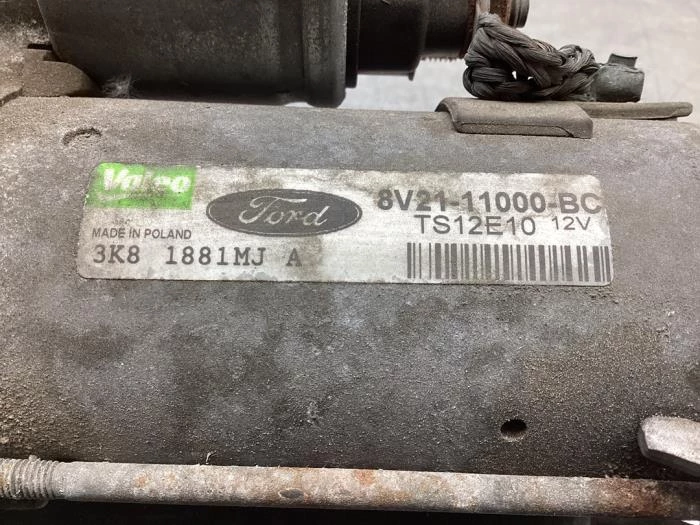 Valeo
Ford
8V21-11000-BC
TS12E10 12V
MADE IN POLAND
3K8 1881MJ A